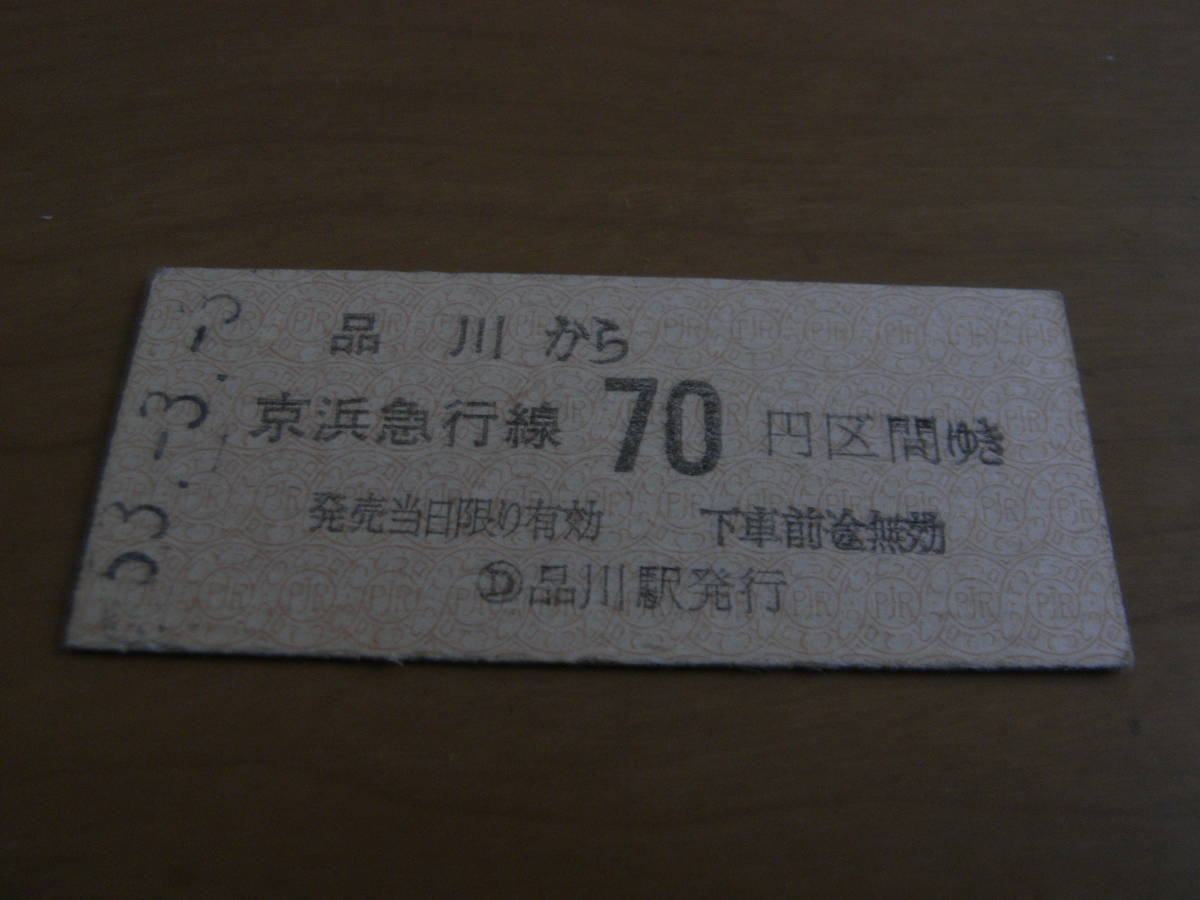 53.-3.-3
品川から
京浜急行線 70 円区間ゆき
発売当日限り有効 下車前途無効
Ⓓ品川駅発行